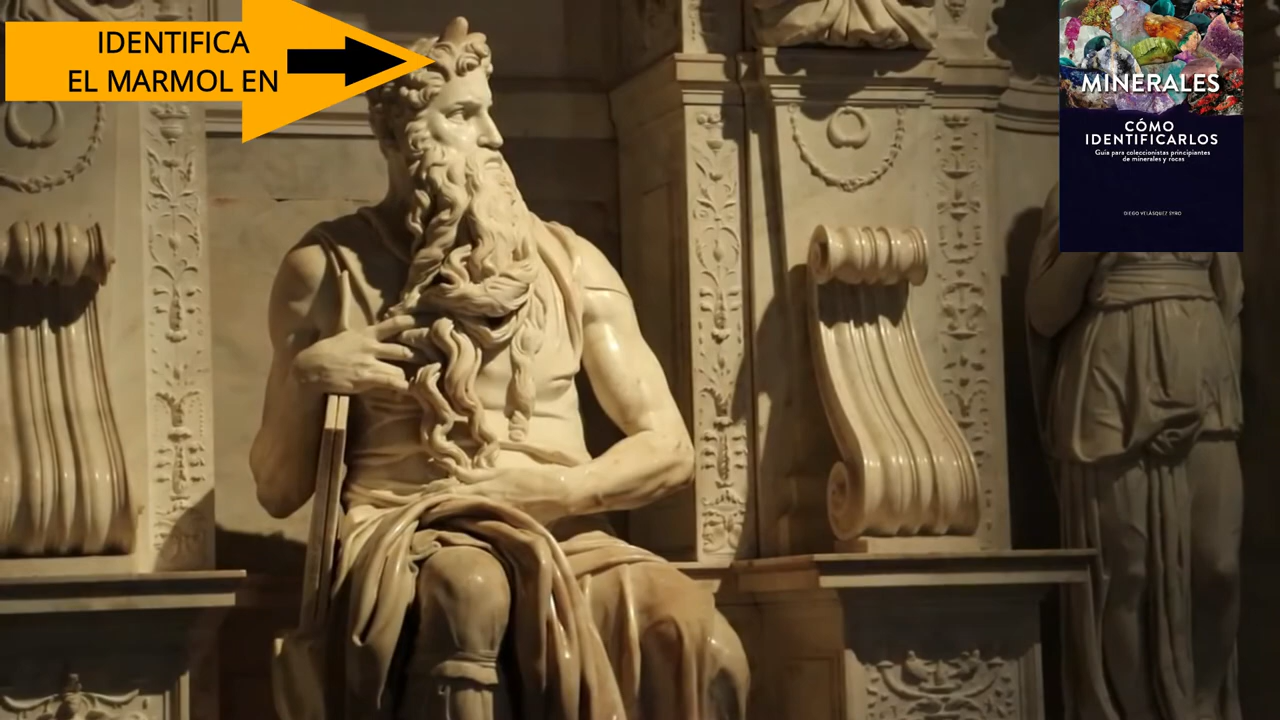 IDENTIFICA
EL MARMOL EN
MINERALES
CÓMO
IDENTIFICARLOS
Guía para coleccionistas principiantes
de minerales y rocas
DIEGO VELÁSQUEZ SYRO